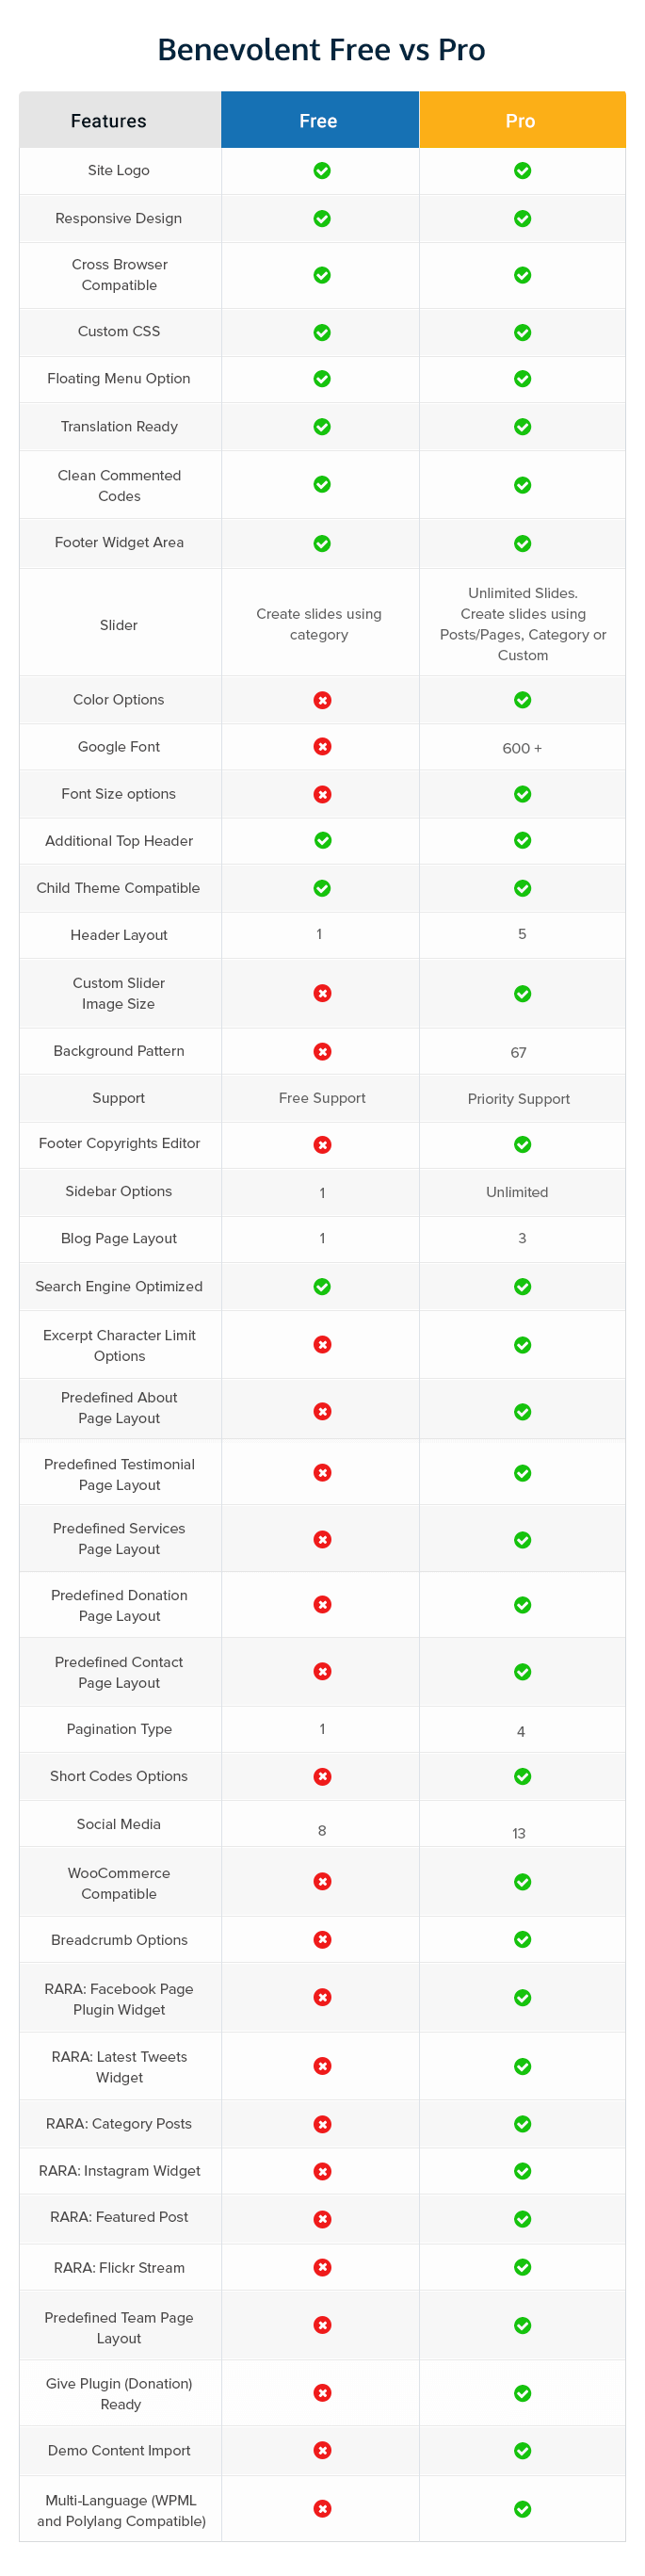 Benevolent Free vs Pro
Features Free Pro
Site Logo
Responsive Design
Cross Browser
Compatible
Custom CSS
Floating Menu Option
Translation Ready
Clean Commented
Codes
Footer Widget Area
Slider
Create slides using
category
Unlimited Slides.
Create slides using
Posts/Pages, Category or
Custom
Color Options
Google Font 600 +
Font Size options
Additional Top Header
Child Theme Compatible
Header Layout 1 5
Custom Slider
Image Size
Background Pattern 67
Support Free Support Priority Support
Footer Copyrights Editor
Sidebar Options 1 Unlimited
Blog Page Layout 1 3
Search Engine Optimized
Excerpt Character Limit
Options
Predefined About
Page Layout
Predefined Testimonial
Page Layout
Predefined Services
Page Layout
Predefined Donation
Page Layout
Predefined Contact
Page Layout
Pagination Type 1 4
Short Codes Options
Social Media 8 13
WooCommerce
Compatible
Breadcrumb Options
RARA: Facebook Page
Plugin Widget
RARA: Latest Tweets
Widget
RARA: Category Posts
RARA: Instagram Widget
RARA: Featured Post
RARA: Flickr Stream
Predefined Team Page
Layout
Give Plugin (Donation)
Ready
Demo Content Import
Multi-Language (WPML
and Polylang Compatible)